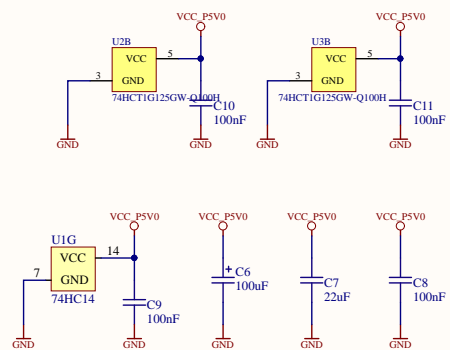 VCC_P5V0
VCC_P5V0
U2B
U3B
VCC
5
VCC
5
3
GND
3
GND
74HCT1G125GW-Q100H
C10
74HCT1G125GW-Q100H
C11
100nF
100nF
GND
GND
GND
GND
VCC_P5V0
VCC_P5V0
VCC_P5V0
VCC_P5V0
U1G
VCC
14
7
GND
+
C6
C7
C8
74HC14
100uF
22uF
100nF
C9
100nF
GND
GND
GND
GND
GND